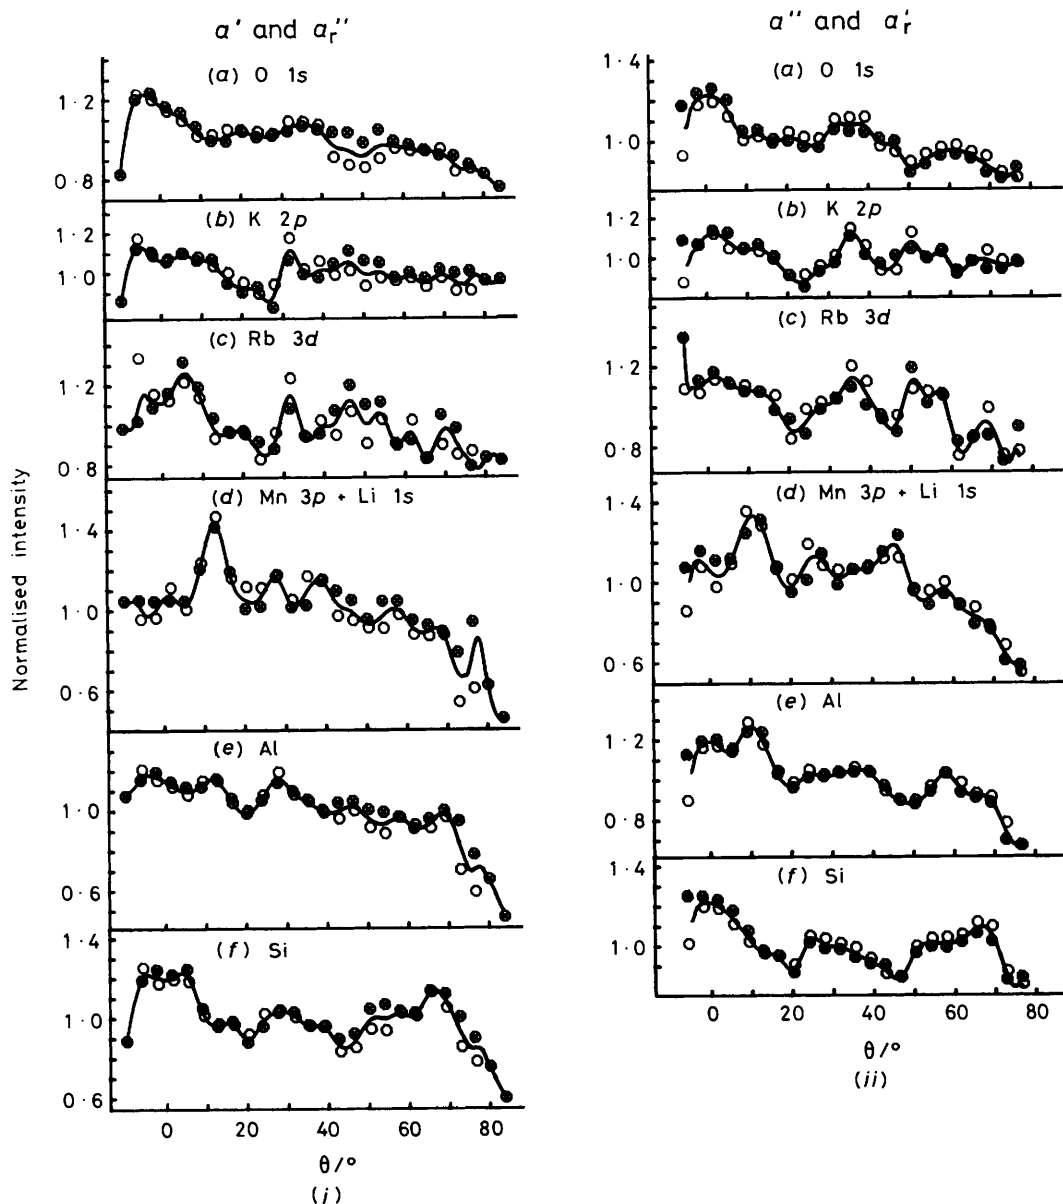 α' and αr''
(a) O 1s
1·2
0·8
(b) K 2p
1·2
1·0
(c) Rb 3d
1·2
0·8
(d) Mn 3p + Li 1s
1·4
1·0
0·6
(e) Al
1·0
0·6
(f) Si
1·4
1·0
0·6
0 20 40 60 80
θ/°
(i)
Normalised intensity
α'' and αr'
1·4
(a) O 1s
1·0
(b) K 2p
1·2
1·0
(c) Rb 3d
1·2
0·8
(d) Mn 3p + Li 1s
1·4
1·0
0·6
(e) Al
1·2
0·8
(f) Si
1·4
1·0
0 20 40 60 80
θ/°
(ii)